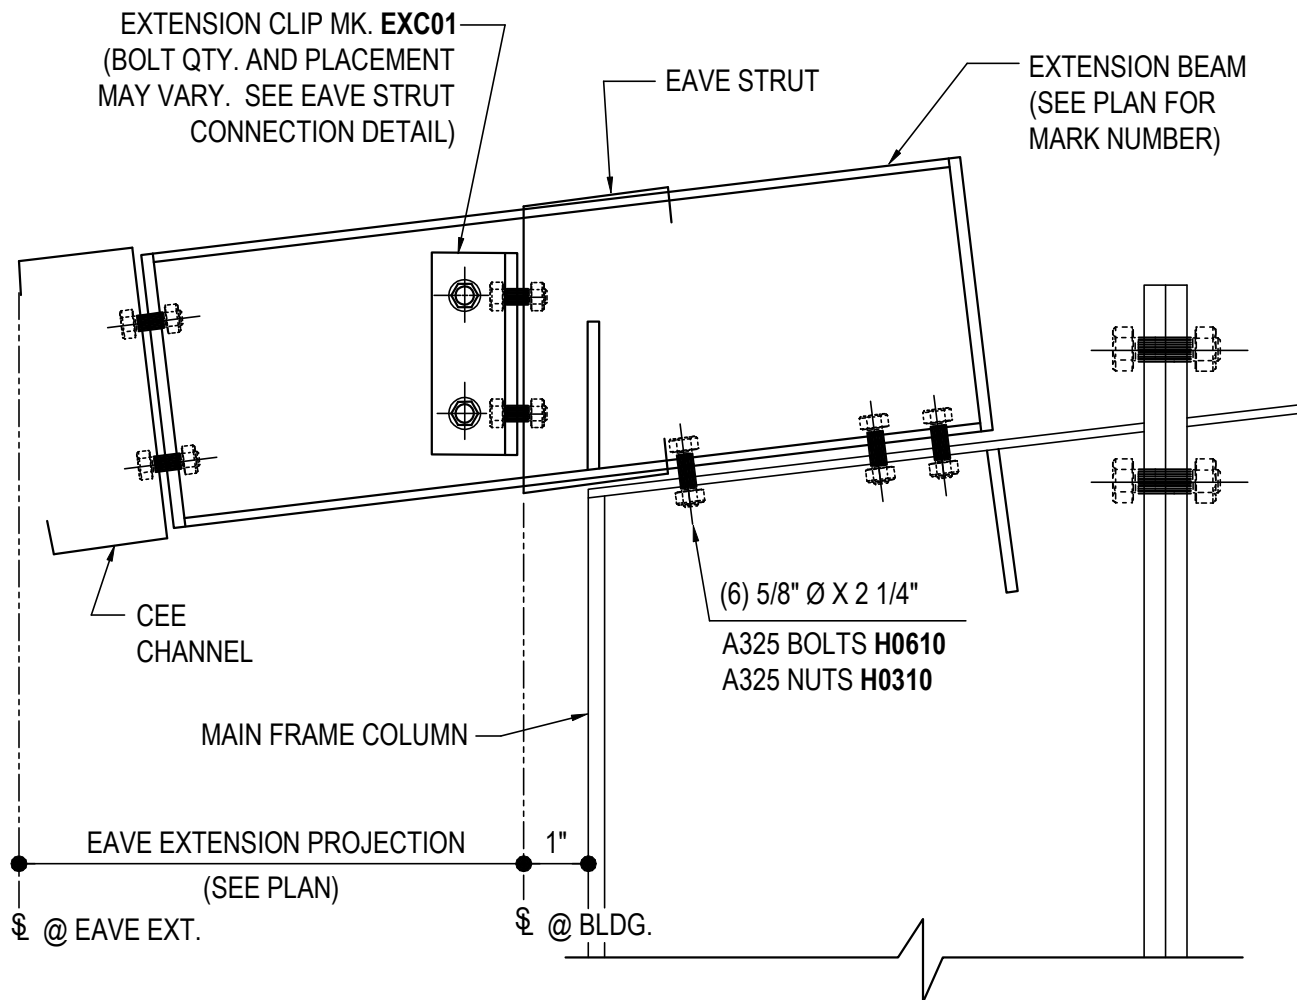 EXTENSION CLIP MK. EXC01
(BOLT QTY. AND PLACEMENT
MAY VARY.  SEE EAVE STRUT
CONNECTION DETAIL)
EAVE STRUT
EXTENSION BEAM
(SEE PLAN FOR
MARK NUMBER)
CEE
CHANNEL
(6) 5/8" Ø X 2 1/4"
A325 BOLTS H0610
A325 NUTS H0310
MAIN FRAME COLUMN
EAVE EXTENSION PROJECTION
(SEE PLAN)
1"
SL @ EAVE EXT.
SL @ BLDG.